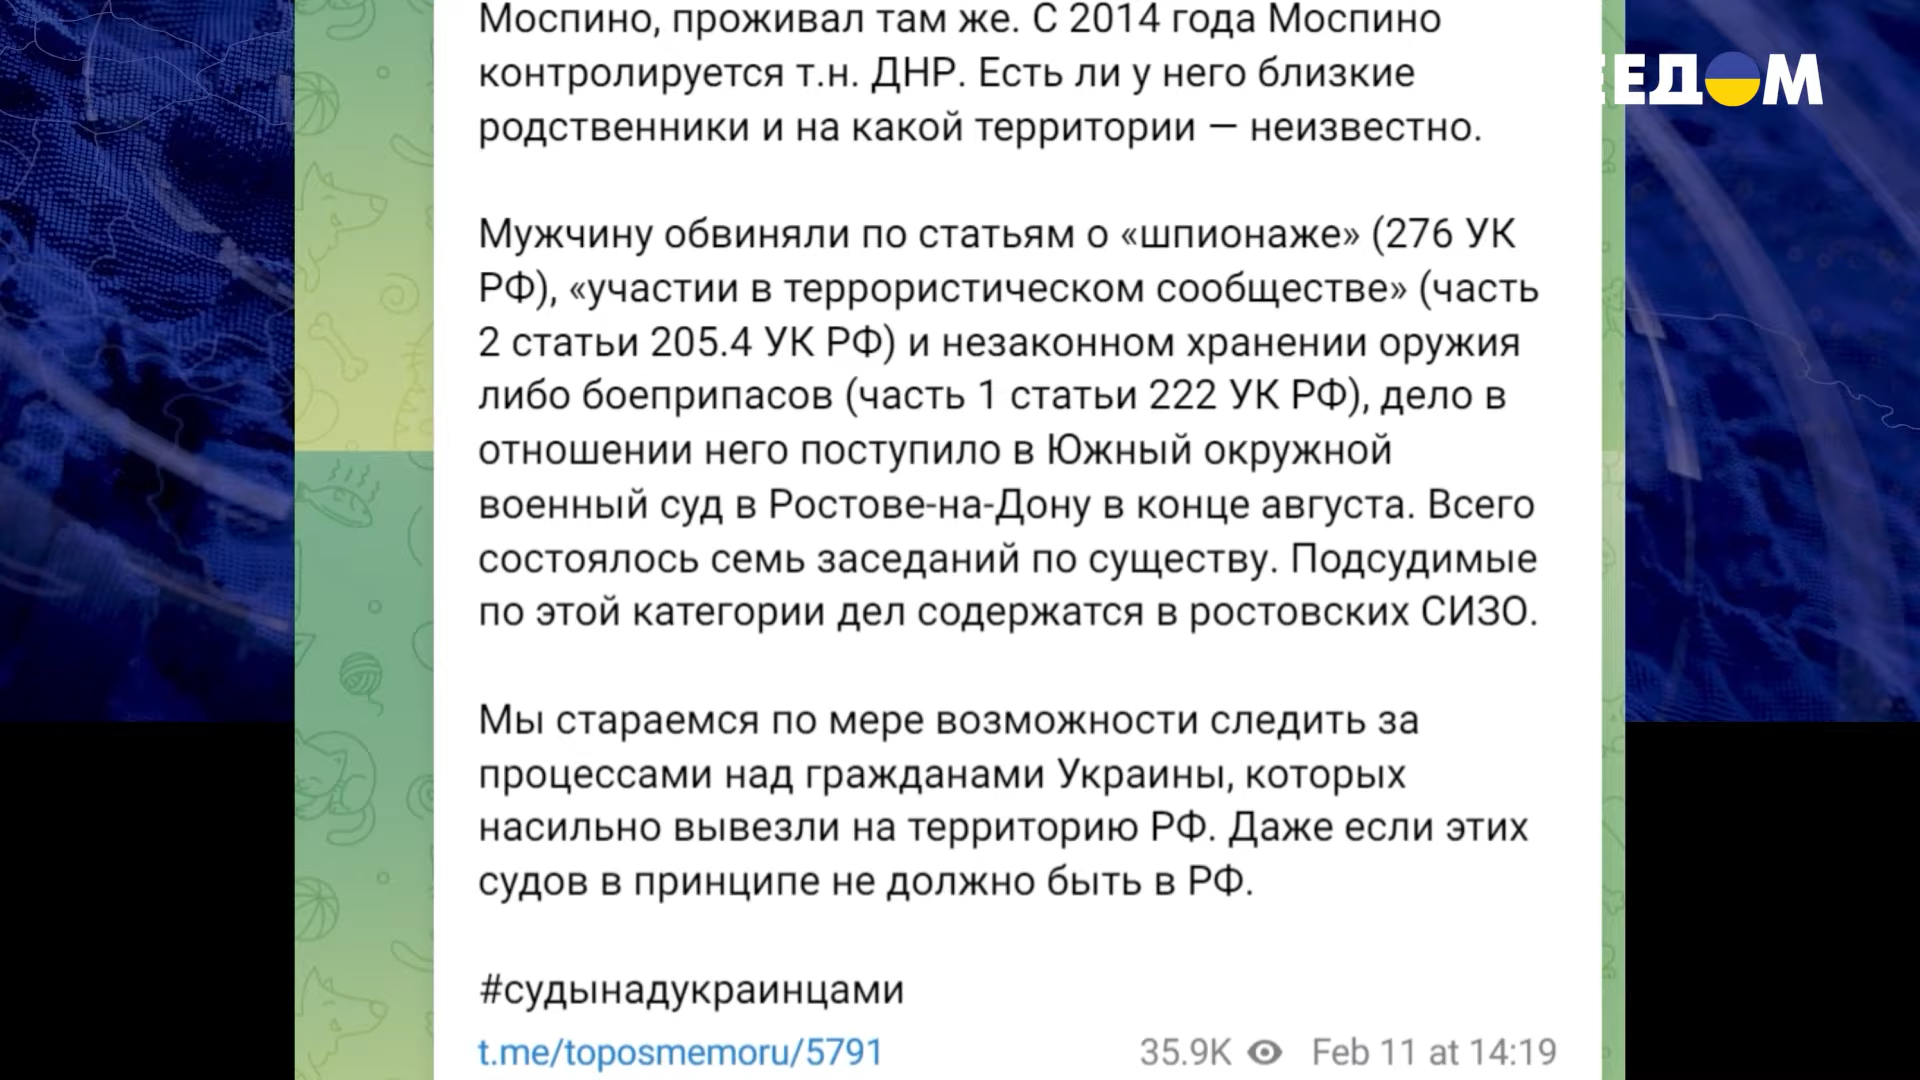 Моспино, проживал там же. С 2014 года Моспино
контролируется т.н. ДНР. Есть ли у него близкие
родственники и на какой территории — неизвестно.
Мужчину обвиняли по статьям о «шпионаже» (276 УК
РФ), «участии в террористическом сообществе» (часть
2 статьи 205.4 УК РФ) и незаконном хранении оружия
либо боеприпасов (часть 1 статьи 222 УК РФ), дело в
отношении него поступило в Южный окружной
военный суд в Ростове-на-Дону в конце августа. Всего
состоялось семь заседаний по существу. Подсудимые
по этой категории дел содержатся в ростовских СИЗО.
Мы стараемся по мере возможности следить за
процессами над гражданами Украины, которых
насильно вывезли на территорию РФ. Даже если этих
судов в принципе не должно быть в РФ.
#судынадукраинцами
t.me/toposmemoru/5791
35.9K Feb 11 at 14:19